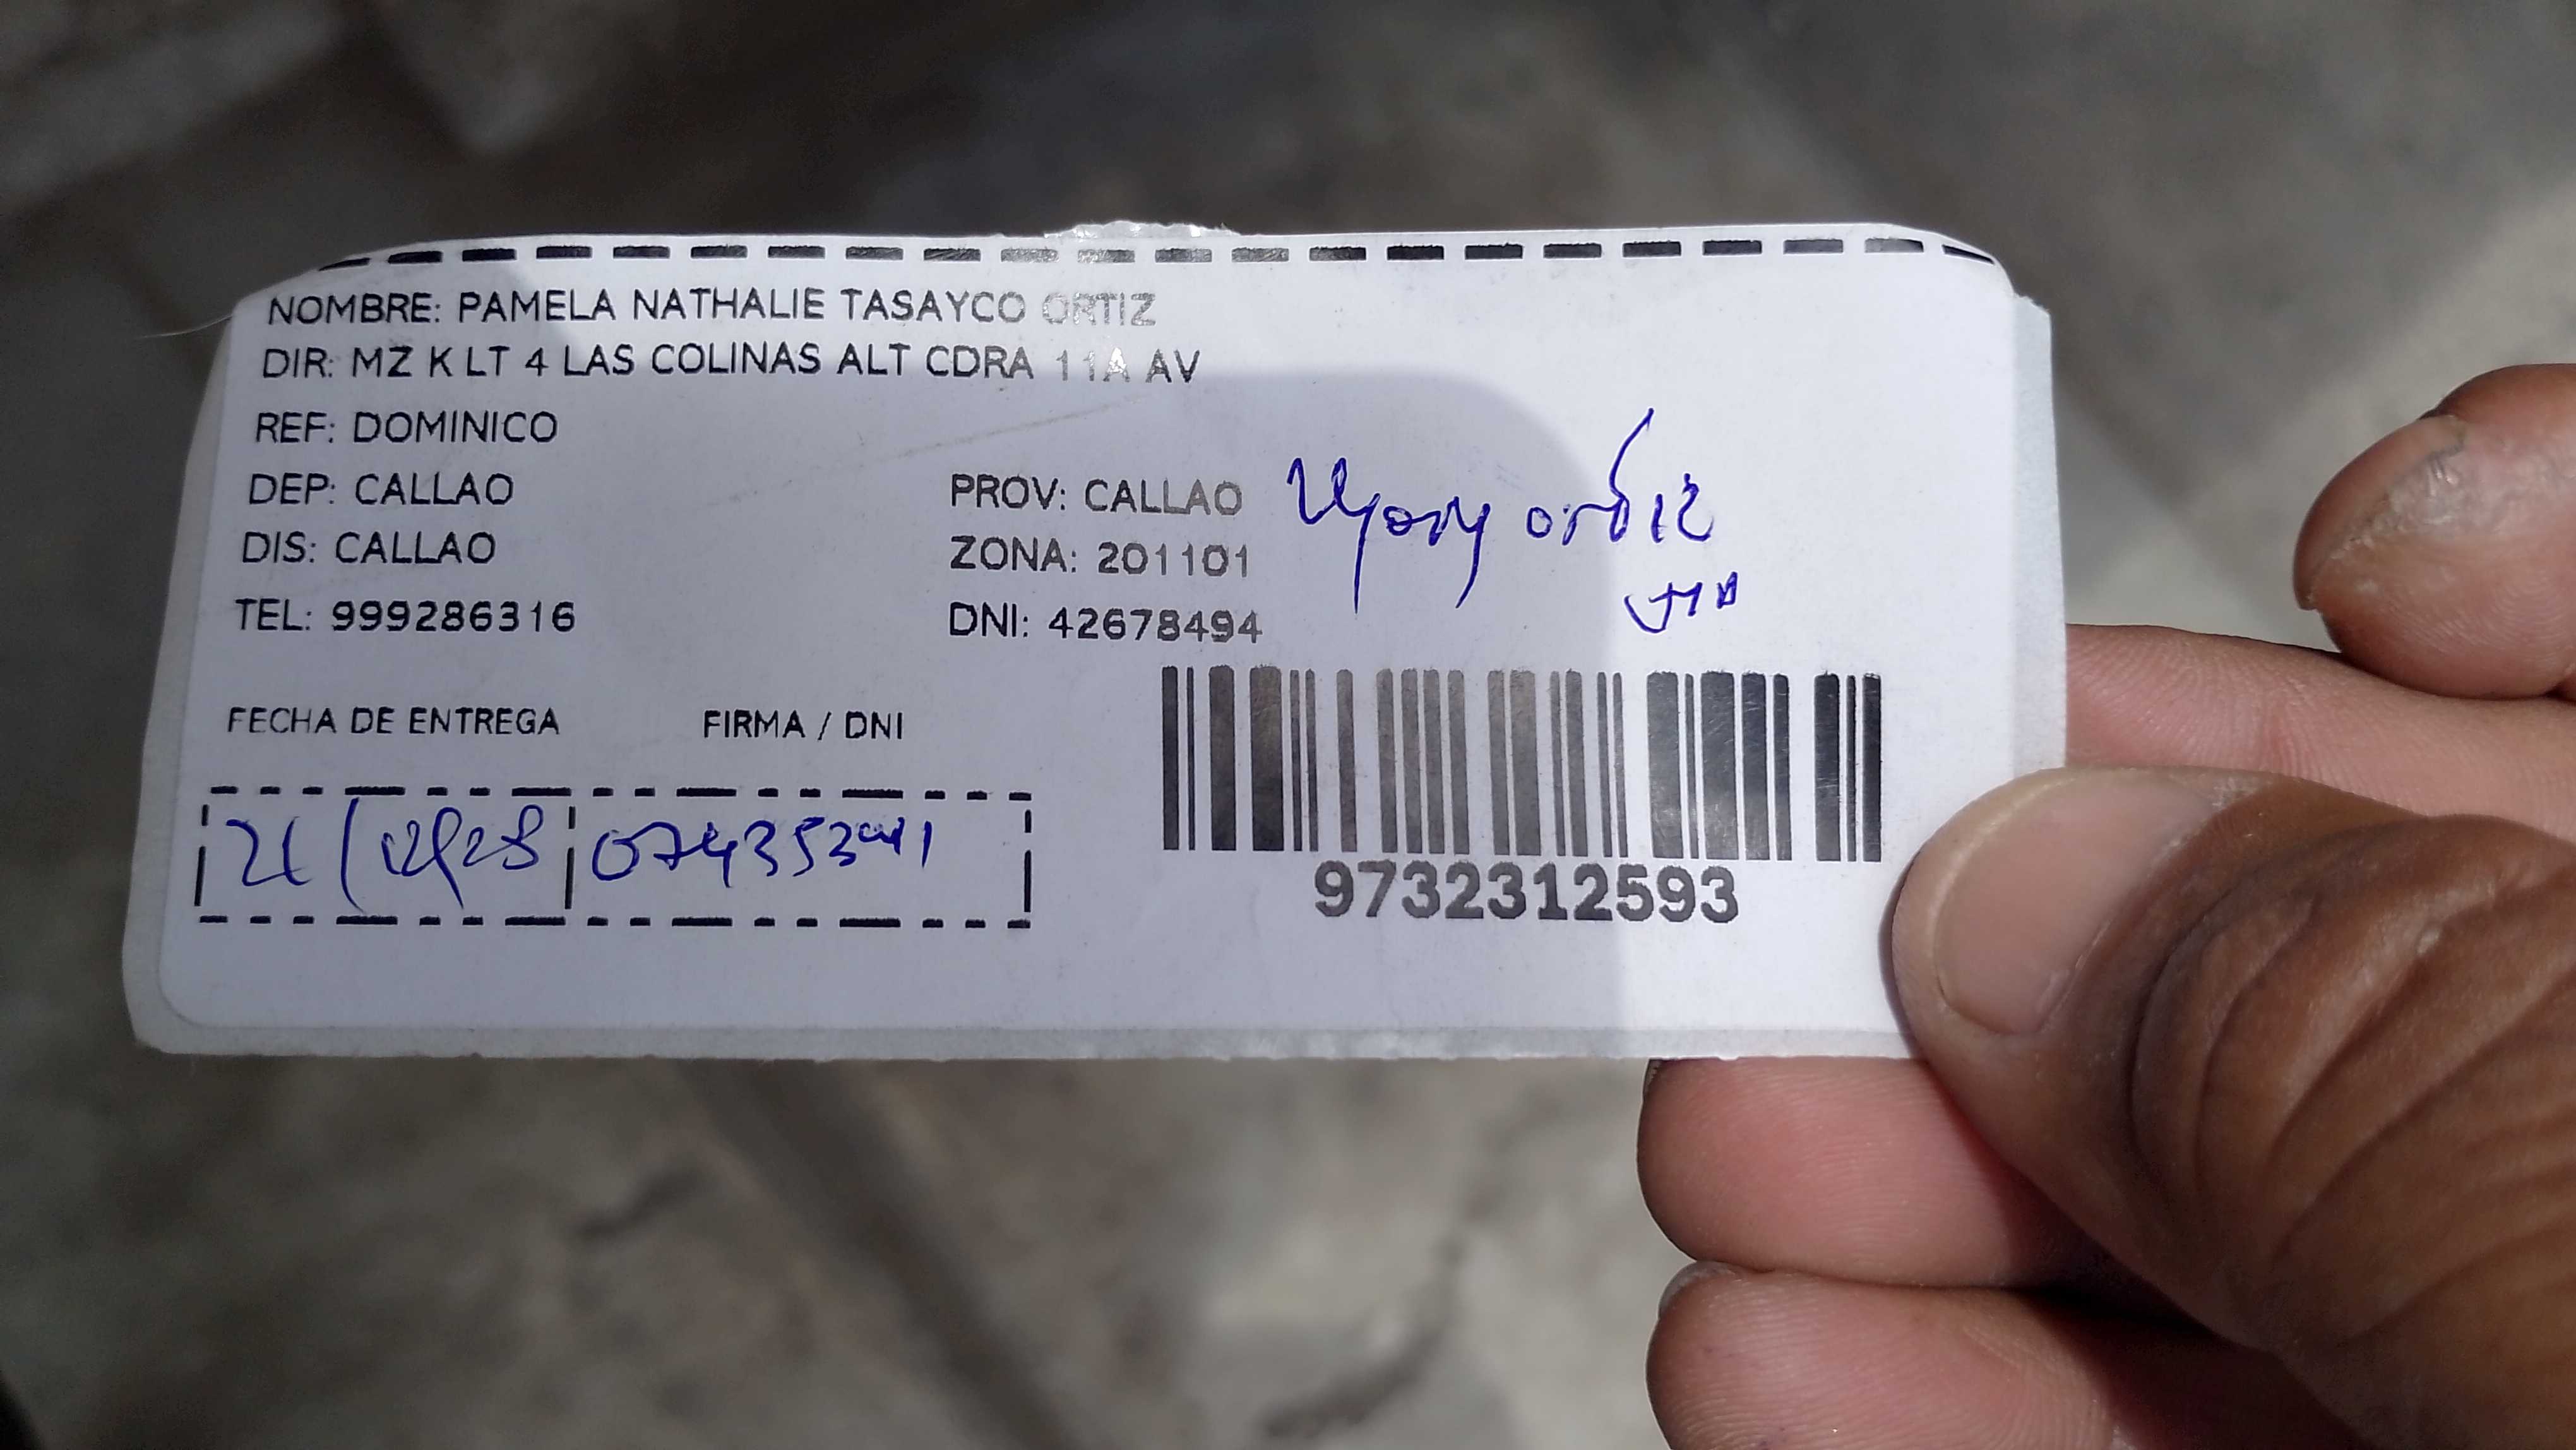 NOMBRE: PAMELA NATHALIE TASAYCO ORTIZ
DIR: MZ K LT 4 LAS COLINAS ALT CDRA 11A AV
REF: DOMINICO
DEP: CALLAO
PROV: CALLAO
DIS: CALLAO
ZONA: 201101
TEL: 999286316
DNI: 42678494
ortiz
FECHA DE ENTREGA
FIRMA / DNI
9732312593